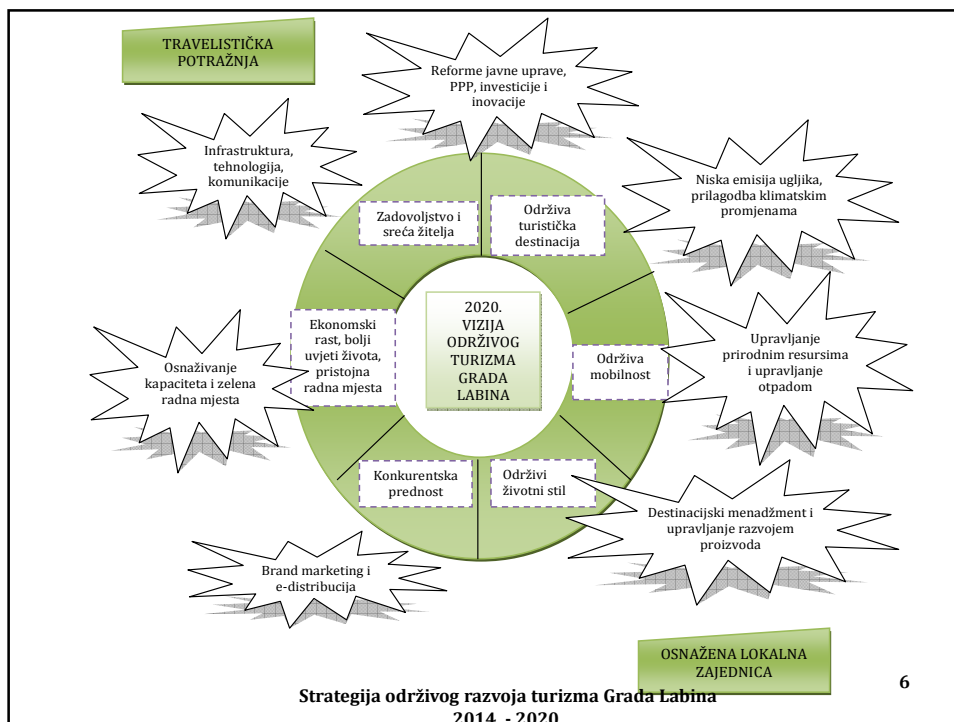 TRAVELISTIČKA
POTRAŽNJA
Reforme javne uprave,
PPP, investicije i
inovacije
Infrastruktura,
tehnologija,
komunikacije
Niska emisija ugljika,
prilagodba klimatskim
promjenama
Zadovoljstvo i
sreća žitelja
Održiva
turistička
destinacija
2020.
VIZIJA
ODRŽIVOG
TURIZMA
GRADA
LABINA
Ekonomski
rast, bolji
uvjeti života,
pristojna
radna mjesta
Održiva
mobilnost
Upravljanje
prirodnim resursima
i upravljanje
otpadom
Osnaživanje
kapaciteta i zelena
radna mjesta
Konkurentska
prednost
Održivi
životni stil
Destinacijski menadžment i
upravljanje razvojem
proizvoda
Brand marketing i
e-distribucija
OSNAŽENA LOKALNA
ZAJEDNICA
6
Strategija održivog razvoja turizma Grada Labina
2014. - 2020